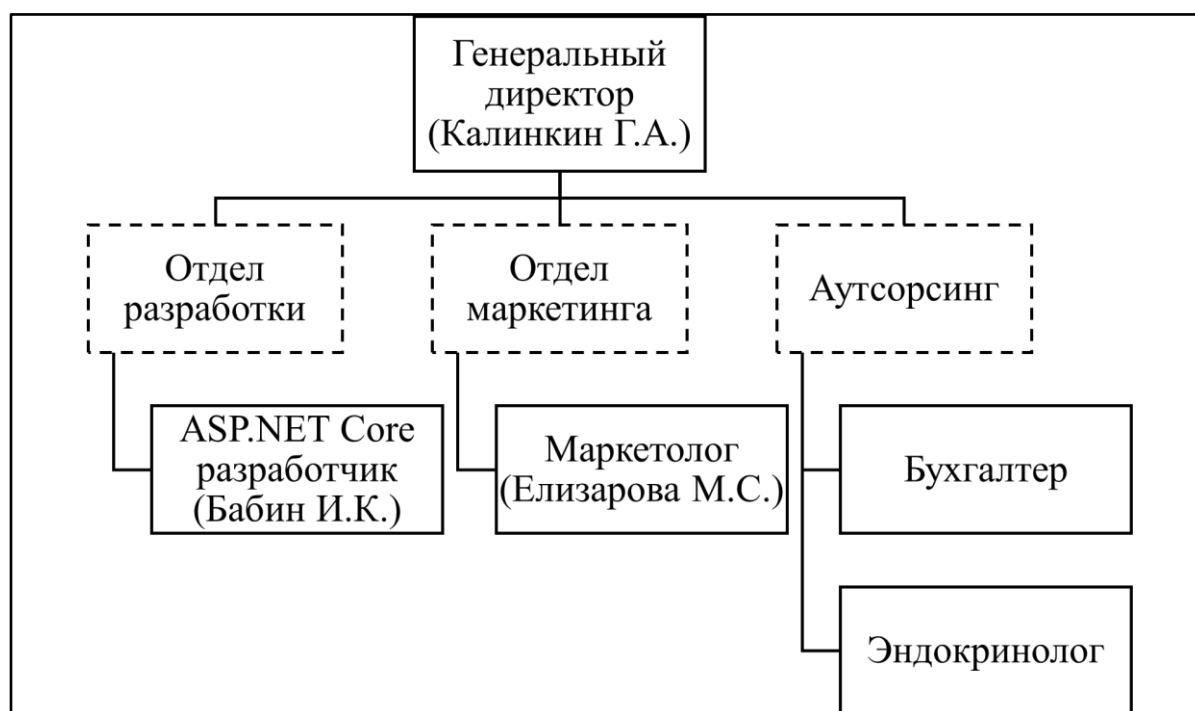 Генеральный
директор
(Калинкин Г.А.)
Отдел
разработки
Отдел
маркетинга
Аутсорсинг
ASP.NET Core
разработчик
(Бабин И.К.)
Маркетолог
(Елизарова М.С.)
Бухгалтер
Эндокринолог